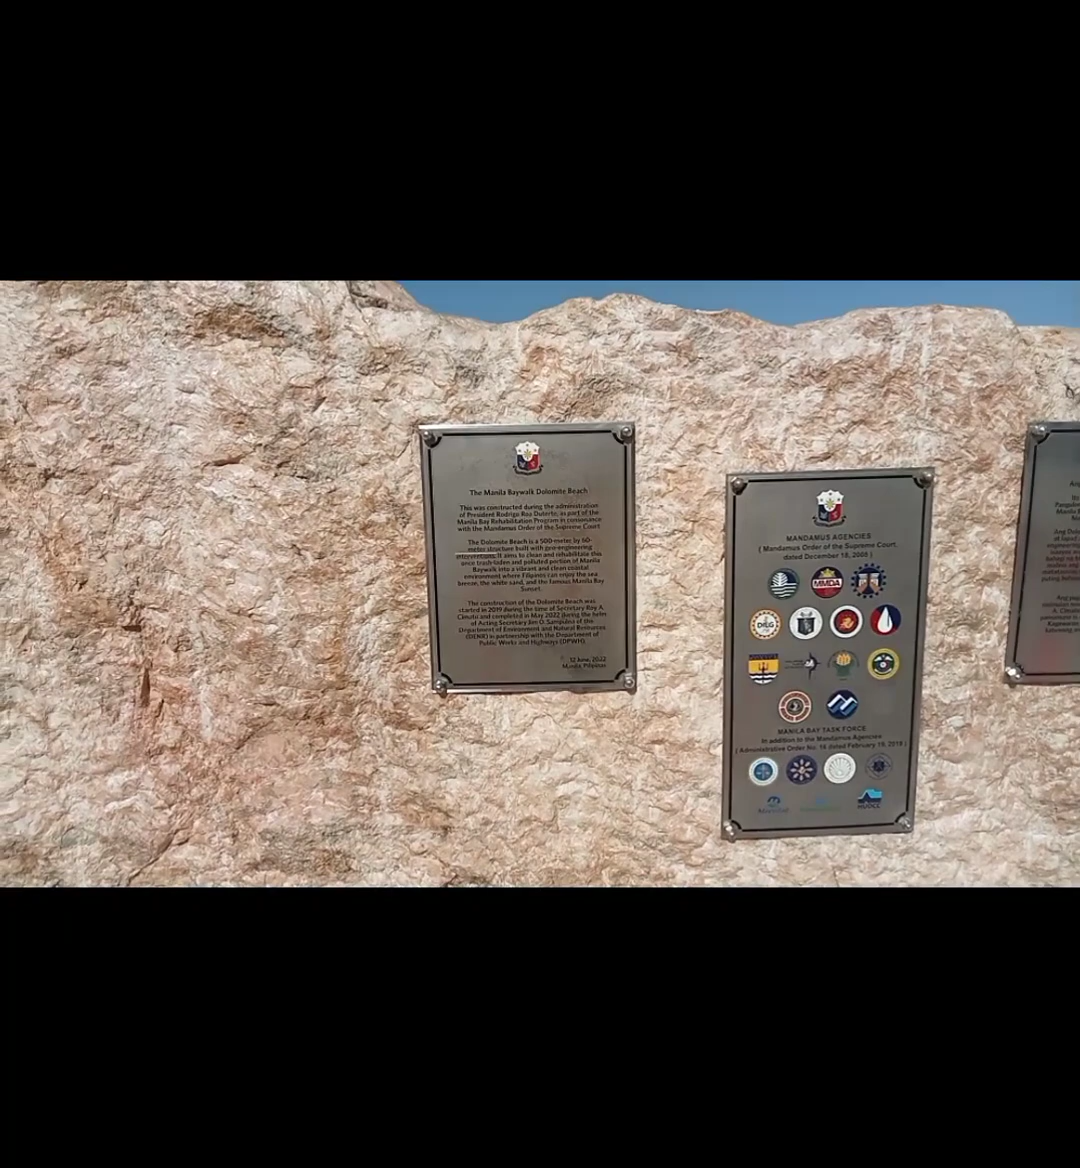 The Manila Baywalk Dolomite Beach
This was constructed during the administration
of President Rodrigo Roa Duterte, as part of the
Manila Bay Rehabilitation Program in consonance
with the Mandamus Order of the Supreme Court
The Dolomite Beach is a 500-meter by 60-
meter structure built with geo-engineering
interventions. It aims to clean and rehabilitate this
once trash-laden and polluted portion of Manila
Baywalk into a vibrant and clean coastal
environment where Filipinos can enjoy the sea
breeze, the white sand, and the famous Manila Bay
Sunset.
The construction of the Dolomite Beach was
started in 2019 during the time of Secretary Roy A.
Cimatu and completed in May 2022 during the helm
of Acting Secretary Jim O. Sampulna of the
Department of Environment and Natural Resources
(DENR) in partnership with the Department of
Public Works and Highways (DPWH).
12 June, 2022
Manila, Pilipinas
MANDAMUS AGENCIES
( Mandamus Order of the Supreme Court,
dated December 18, 2008 )
MMDA
DILG
MANILA BAY TASK FORCE
In addition to the Mandamus Agencies
( Administrative Order No. 16 dated February 19, 2019 )
HUDCC
Ang